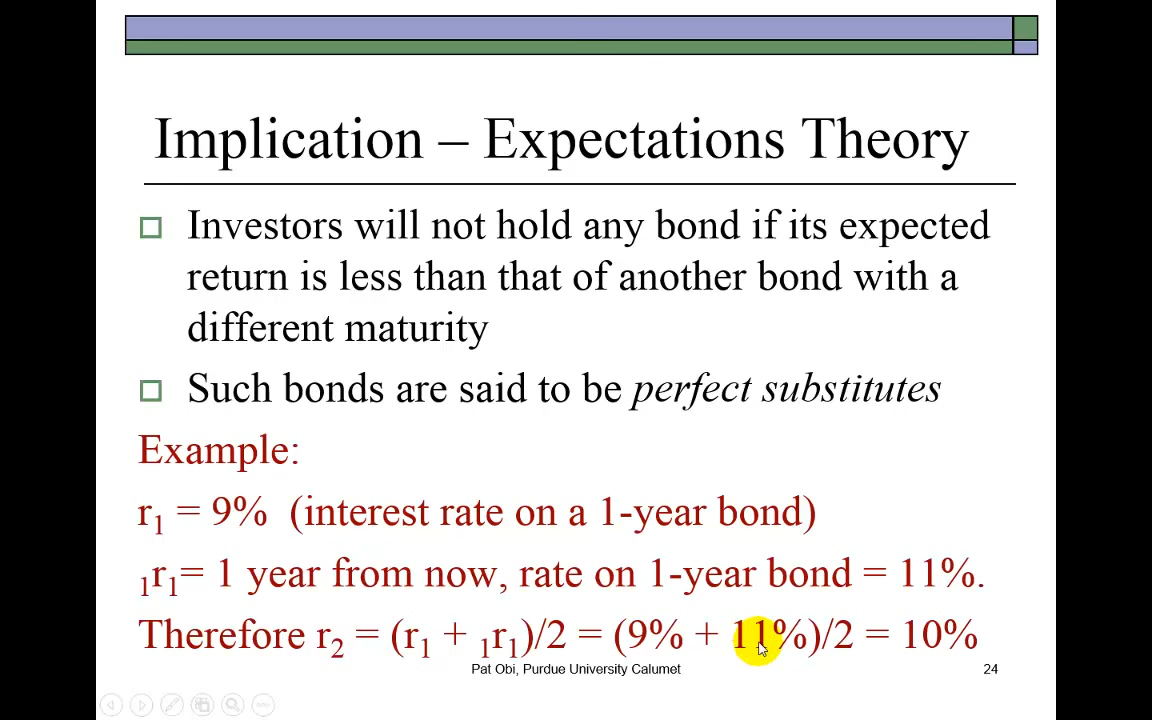 Implication – Expectations Theory
Investors will not hold any bond if its expected
return is less than that of another bond with a
different maturity
Such bonds are said to be perfect substitutes
Example:
r₁ = 9%  (interest rate on a 1-year bond)
₁r₁= 1 year from now, rate on 1-year bond = 11%.
Therefore r₂ = (r₁ + ₁r₁)/2 = (9% + 11%)/2 = 10%
Pat Obi, Purdue University Calumet
24